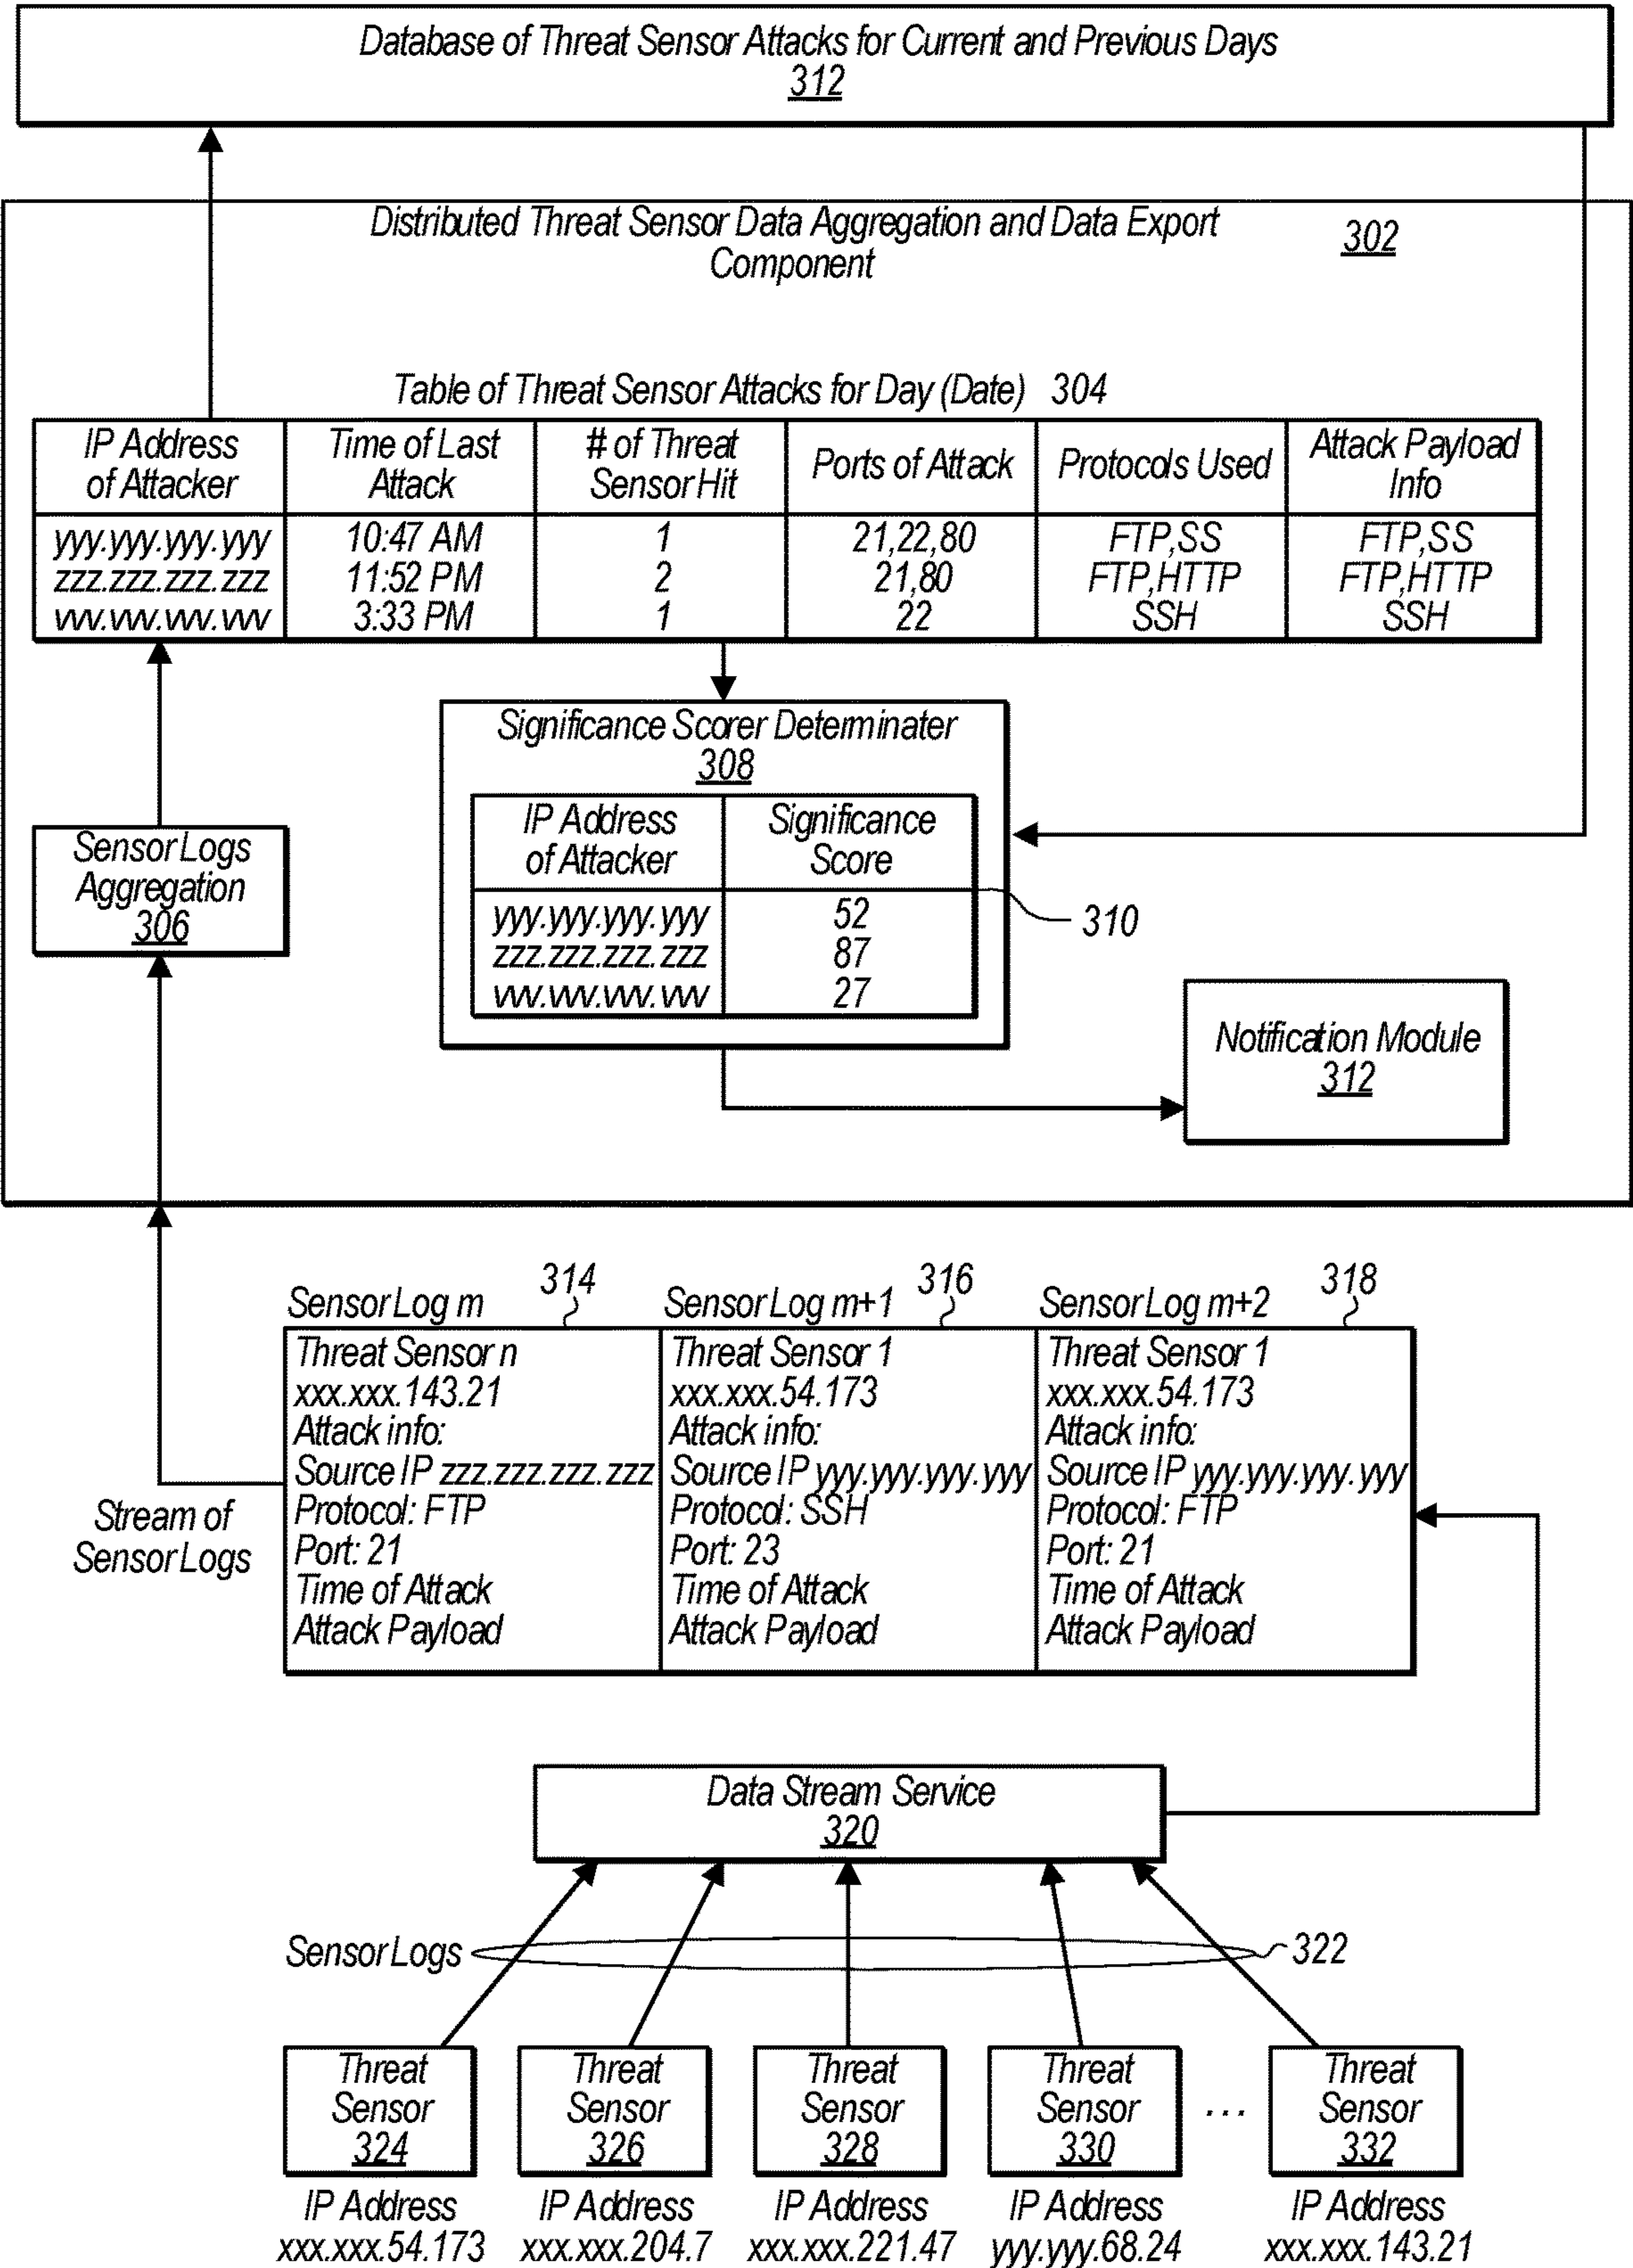 Database of Threat Sensor Attacks for Current and Previous Days
312
Distributed Threat Sensor Data Aggregation and Data Export
Component
302
Table of Threat Sensor Attacks for Day (Date) 304
IP Address of Attacker | Time of Last Attack | # of Threat Sensor Hit | Ports of Attack | Protocols Used | Attack Payload Info
yyy.yyy.yyy.yyy | 10:47 AM | 1 | 21,22,80 | FTP,SS | FTP,SS
zzz.zzz.zzz.zzz | 11:52 PM | 2 | 21,80 | FTP,HTTP | FTP,HTTP
vvv.vvv.vvv.vvv | 3:33 PM | 1 | 22 | SSH | SSH
Significance Scorer Determinater
308
IP Address of Attacker | Significance Score
yyy.yyy.yyy.yyy | 52
zzz.zzz.zzz.zzz | 87
vvv.vvv.vvv.vvv | 27
310
Sensor Logs
Aggregation
306
Notification Module
312
Sensor Log m
314
Sensor Log m+1
316
Sensor Log m+2
318
Threat Sensor n
xxx.xxx.143.21
Attack info:
Source IP zzz.zzz.zzz.zzz
Protocol: FTP
Port: 21
Time of Attack
Attack Payload
Threat Sensor 1
xxx.xxx.54.173
Attack info:
Source IP yyy.yyy.yyy.yyy
Protocol: SSH
Port: 23
Time of Attack
Attack Payload
Threat Sensor 1
xxx.xxx.54.173
Attack info:
Source IP yyy.yyy.yyy.yyy
Protocol: FTP
Port: 21
Time of Attack
Attack Payload
Stream of
Sensor Logs
Data Stream Service
320
Sensor Logs
322
Threat
Sensor
324
IP Address
xxx.xxx.54.173
Threat
Sensor
326
IP Address
xxx.xxx.204.7
Threat
Sensor
328
IP Address
xxx.xxx.221.47
Threat
Sensor
330
IP Address
yyy.yyy.68.24
...
Threat
Sensor
332
IP Address
xxx.xxx.143.21